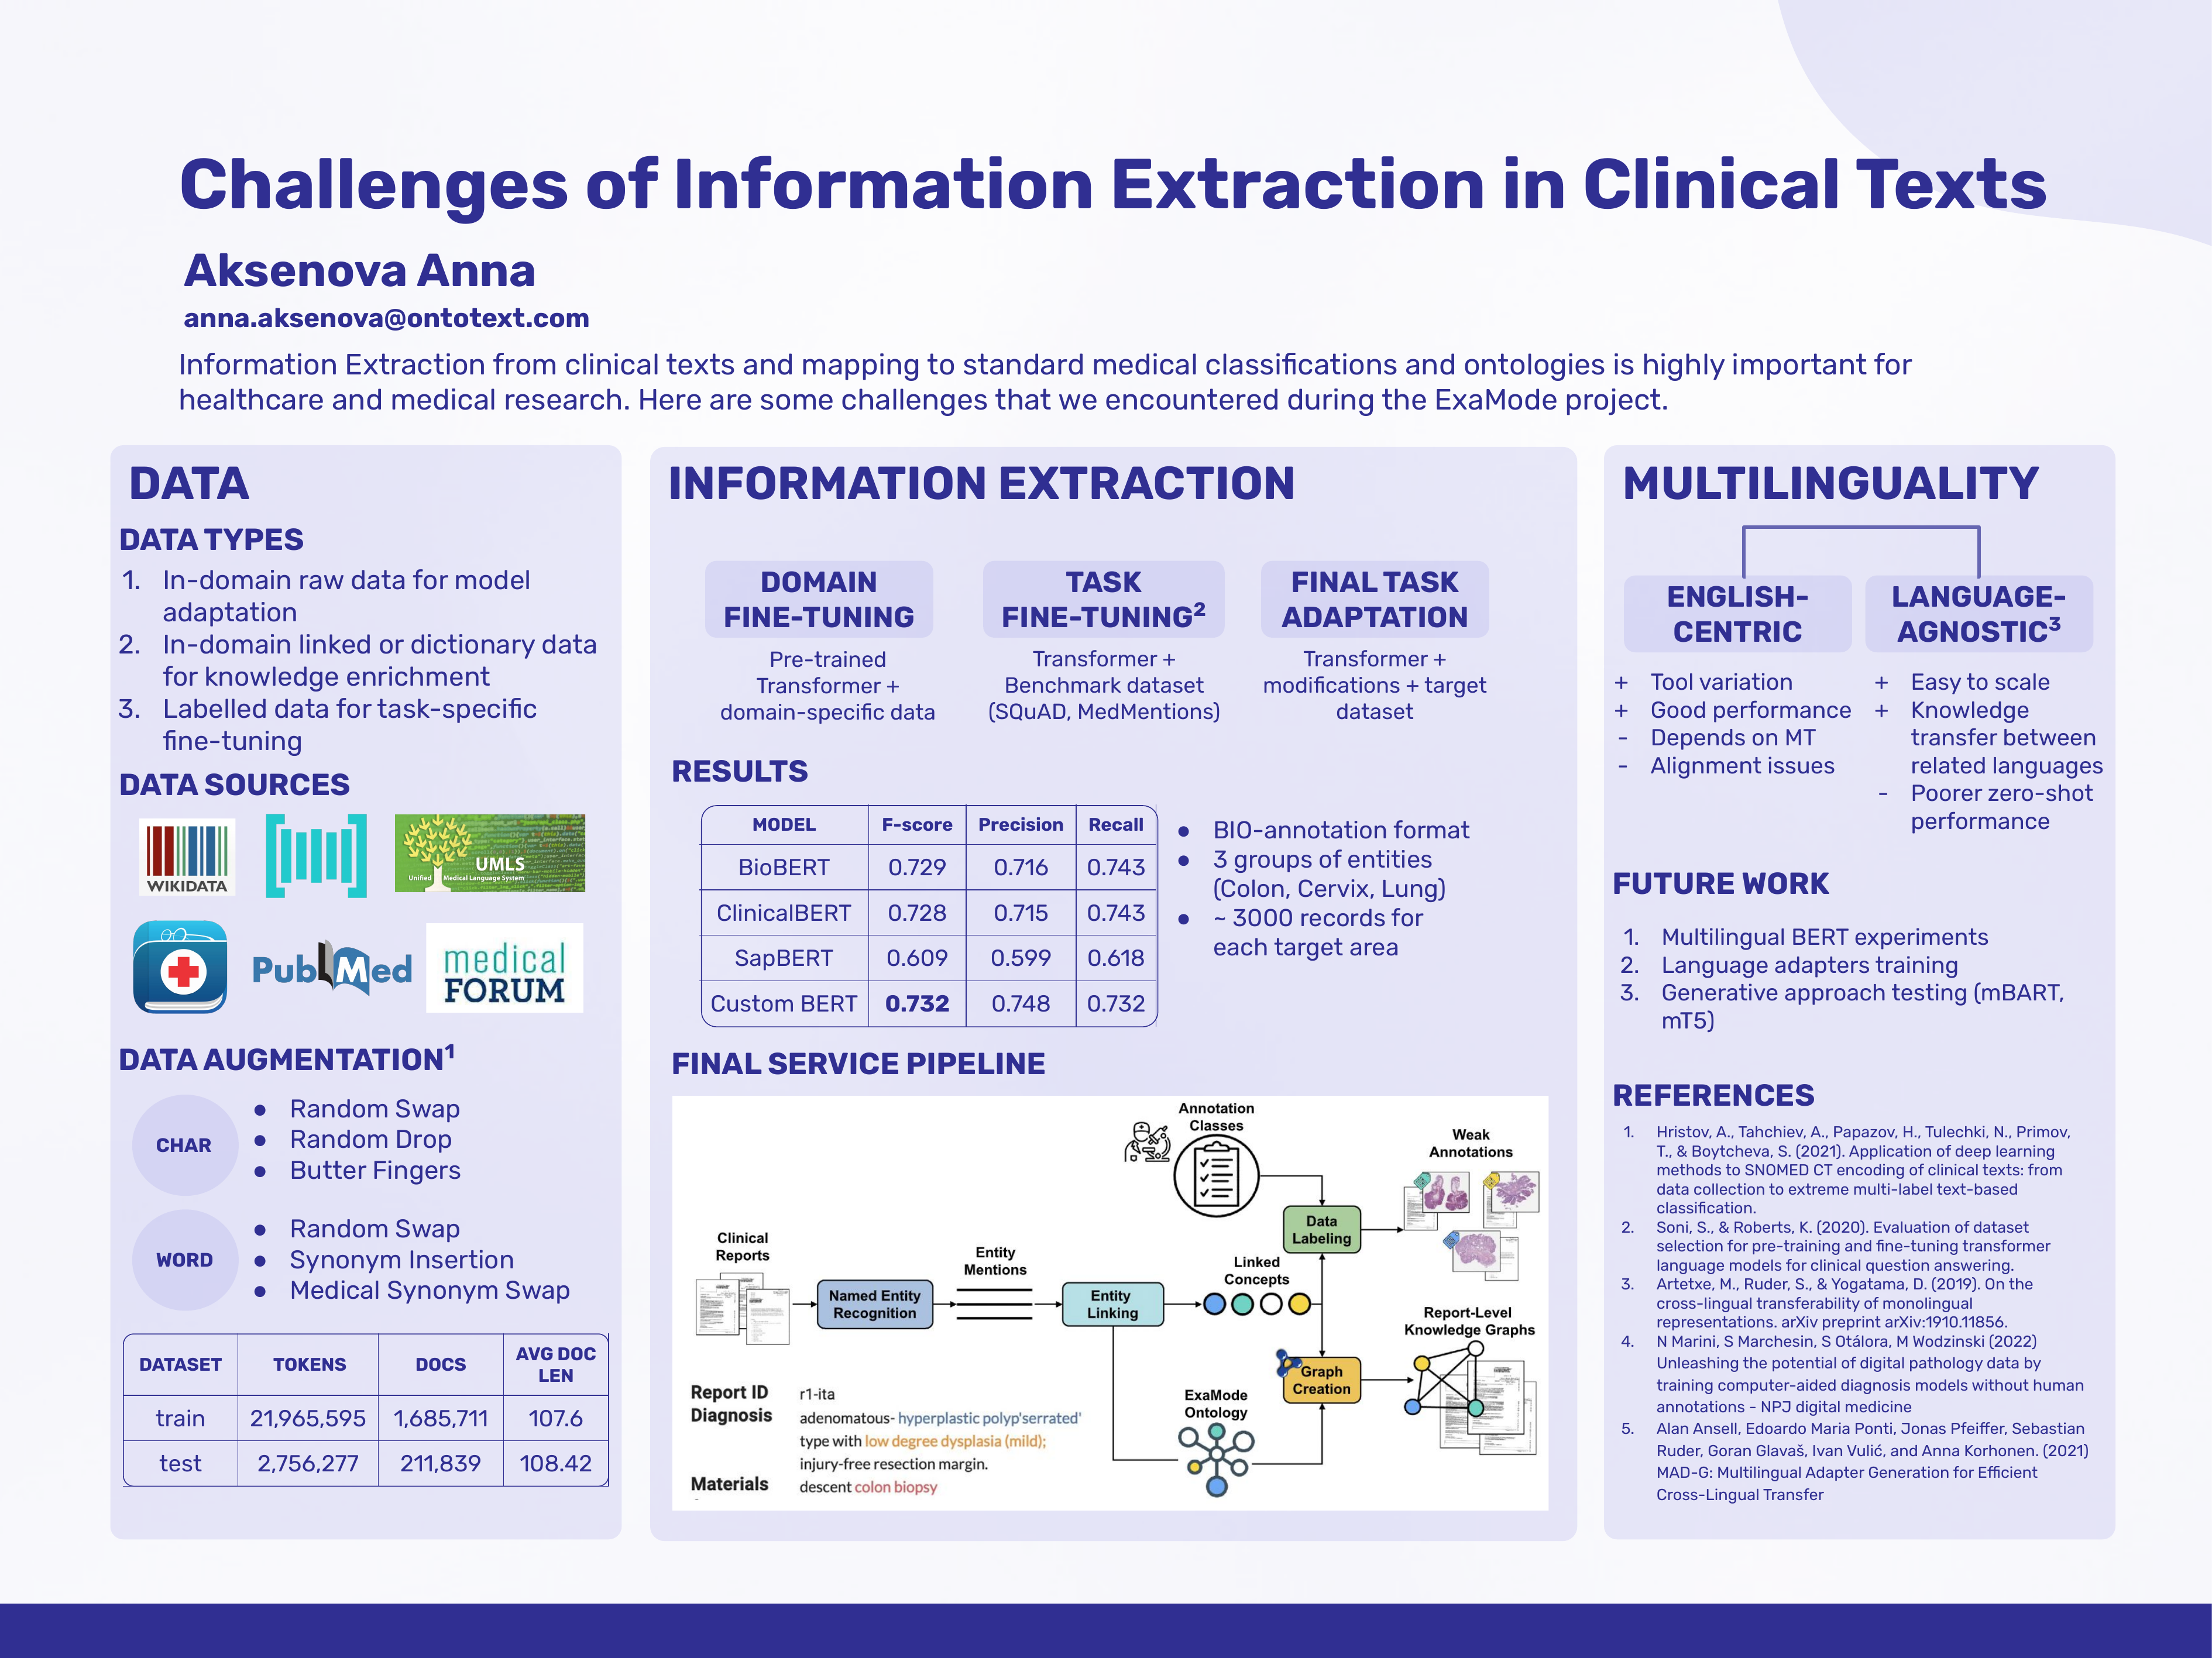 Challenges of Information Extraction in Clinical Texts
Aksenova Anna
anna.aksenova@ontotext.com
Information Extraction from clinical texts and mapping to standard medical classifications and ontologies is highly important for
healthcare and medical research. Here are some challenges that we encountered during the ExaMode project.
DATA
DATA TYPES
1. In-domain raw data for model
adaptation
2. In-domain linked or dictionary data
for knowledge enrichment
3. Labelled data for task-specific
fine-tuning
DATA SOURCES
WIKIDATA
UMLS
Unified Medical Language System
PubMed
medical
FORUM
DATA AUGMENTATION¹
CHAR
● Random Swap
● Random Drop
● Butter Fingers
WORD
● Random Swap
● Synonym Insertion
● Medical Synonym Swap
DATASET TOKENS DOCS AVG DOC LEN
train 21,965,595 1,685,711 107.6
test 2,756,277 211,839 108.42
INFORMATION EXTRACTION
DOMAIN
FINE-TUNING
Pre-trained
Transformer +
domain-specific data
TASK
FINE-TUNING²
Transformer +
Benchmark dataset
(SQuAD, MedMentions)
FINAL TASK
ADAPTATION
Transformer +
modifications + target
dataset
RESULTS
MODEL F-score Precision Recall
BioBERT 0.729 0.716 0.743
ClinicalBERT 0.728 0.715 0.743
SapBERT 0.609 0.599 0.618
Custom BERT 0.732 0.748 0.732
● BIO-annotation format
● 3 groups of entities
(Colon, Cervix, Lung)
● ~ 3000 records for
each target area
FINAL SERVICE PIPELINE
Annotation
Classes
Weak
Annotations
Data
Labeling
Clinical
Reports
Named Entity
Recognition
Entity
Mentions
Entity
Linking
Linked
Concepts
Report-Level
Knowledge Graphs
Graph
Creation
ExaMode
Ontology
Report ID r1-ita
Diagnosis adenomatous- hyperplastic polyp'serrated'
type with low degree dysplasia (mild);
injury-free resection margin.
Materials descent colon biopsy
MULTILINGUALITY
ENGLISH-
CENTRIC
+ Tool variation
+ Good performance
- Depends on MT
- Alignment issues
LANGUAGE-
AGNOSTIC³
+ Easy to scale
+ Knowledge
transfer between
related languages
- Poorer zero-shot
performance
FUTURE WORK
1. Multilingual BERT experiments
2. Language adapters training
3. Generative approach testing (mBART,
mT5)
REFERENCES
1. Hristov, A., Tahchiev, A., Papazov, H., Tulechki, N., Primov,
T., & Boytcheva, S. (2021). Application of deep learning
methods to SNOMED CT encoding of clinical texts: from
data collection to extreme multi-label text-based
classification.
2. Soni, S., & Roberts, K. (2020). Evaluation of dataset
selection for pre-training and fine-tuning transformer
language models for clinical question answering.
3. Artetxe, M., Ruder, S., & Yogatama, D. (2019). On the
cross-lingual transferability of monolingual
representations. arXiv preprint arXiv:1910.11856.
4. N Marini, S Marchesin, S Otálora, M Wodzinski (2022)
Unleashing the potential of digital pathology data by
training computer-aided diagnosis models without human
annotations - NPJ digital medicine
5. Alan Ansell, Edoardo Maria Ponti, Jonas Pfeiffer, Sebastian
Ruder, Goran Glavaš, Ivan Vulić, and Anna Korhonen. (2021)
MAD-G: Multilingual Adapter Generation for Efficient
Cross-Lingual Transfer